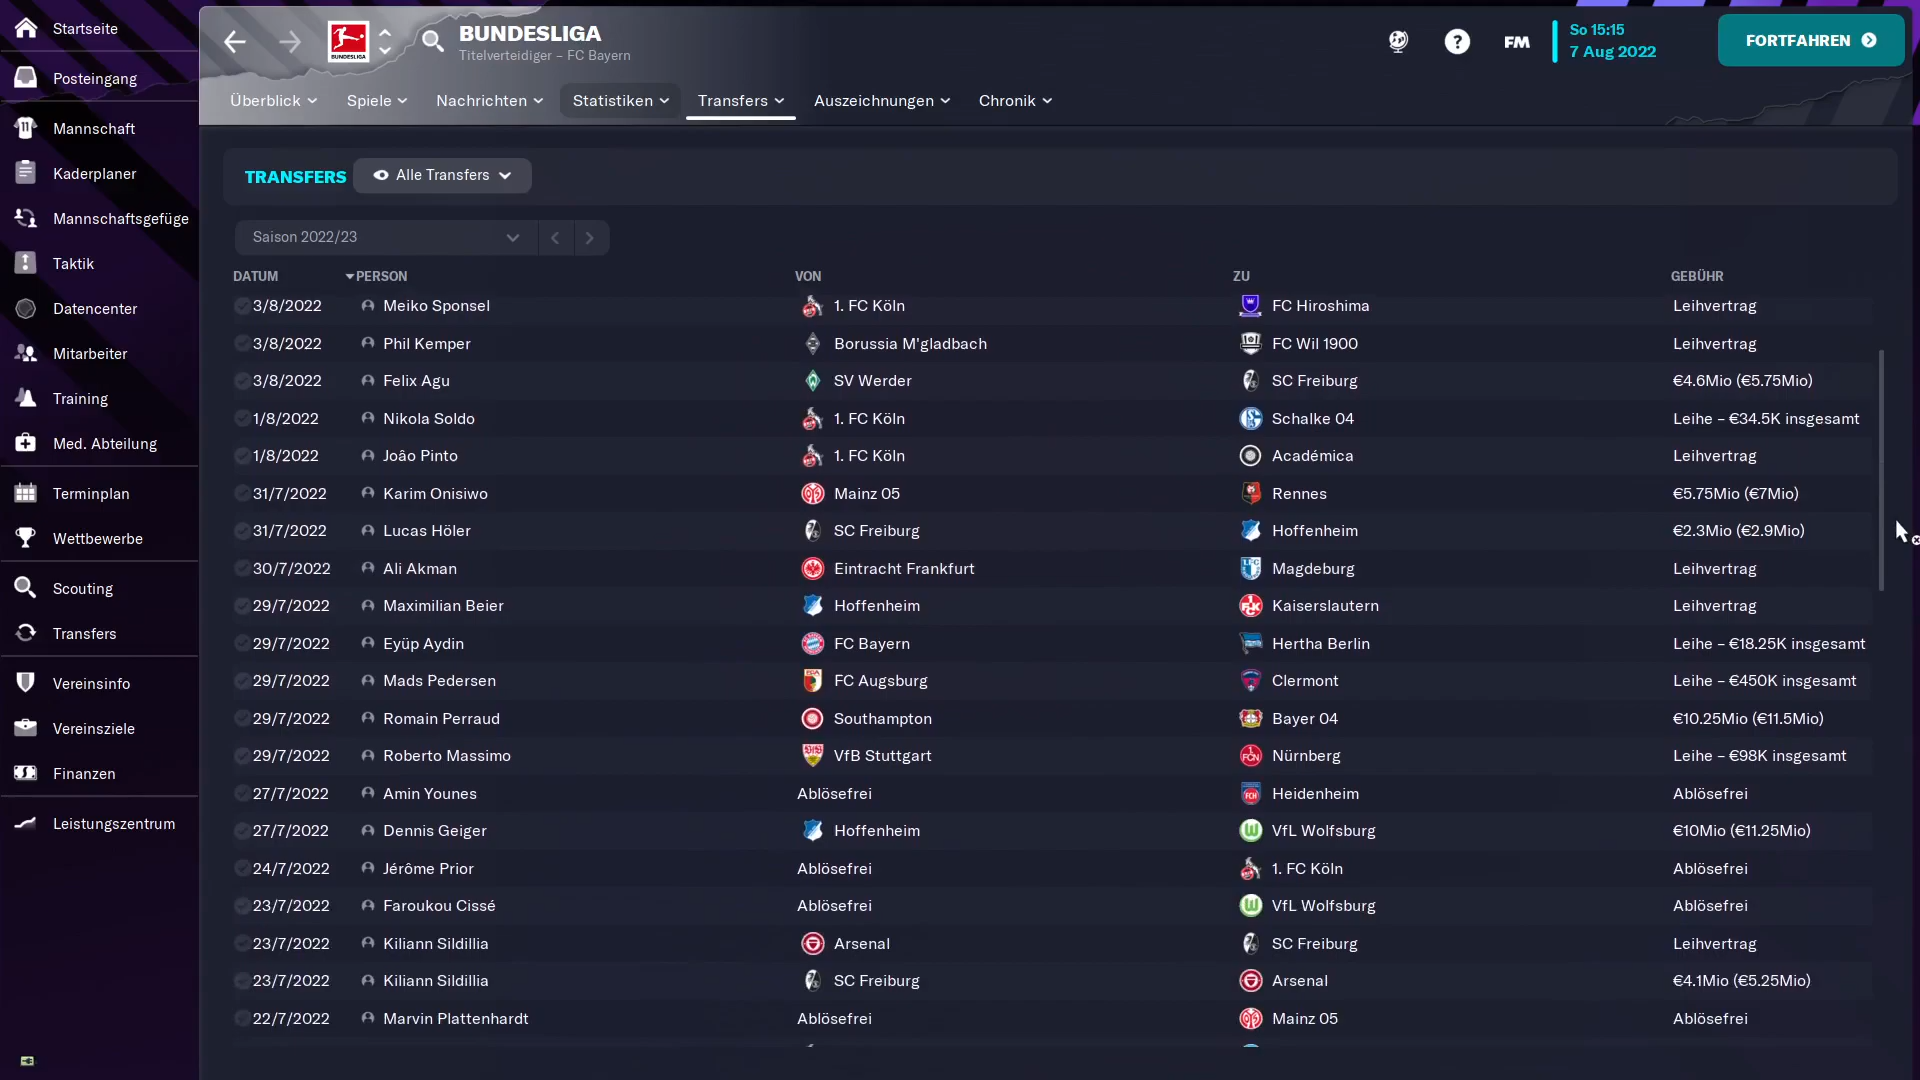 Startseite
Posteingang
Mannschaft
Kaderplaner
Mannschaftsgefüge
Taktik
Datencenter
Mitarbeiter
Training
Med. Abteilung
Terminplan
Wettbewerbe
Scouting
Transfers
Vereinsinfo
Vereinsziele
Finanzen
Leistungszentrum
BUNDESLIGA
BUNDESLIGA
Titelverteidiger – FC Bayern
FM
So 15:15
7 Aug 2022
FORTFAHREN
Überblick Spiele Nachrichten Statistiken Transfers Auszeichnungen Chronik
TRANSFERS Alle Transfers
Saison 2022/23
DATUM PERSON VON ZU GEBÜHR
3/8/2022 Meiko Sponsel 1. FC Köln FC Hiroshima Leihvertrag
3/8/2022 Phil Kemper Borussia M'gladbach FC Wil 1900 Leihvertrag
3/8/2022 Felix Agu SV Werder SC Freiburg €4.6Mio (€5.75Mio)
1/8/2022 Nikola Soldo 1. FC Köln Schalke 04 Leihe – €34.5K insgesamt
1/8/2022 Joâo Pinto 1. FC Köln Académica Leihvertrag
31/7/2022 Karim Onisiwo Mainz 05 Rennes €5.75Mio (€7Mio)
31/7/2022 Lucas Höler SC Freiburg Hoffenheim €2.3Mio (€2.9Mio)
30/7/2022 Ali Akman Eintracht Frankfurt Magdeburg Leihvertrag
29/7/2022 Maximilian Beier Hoffenheim Kaiserslautern Leihvertrag
29/7/2022 Eyüp Aydin FC Bayern Hertha Berlin Leihe – €18.25K insgesamt
29/7/2022 Mads Pedersen FC Augsburg Clermont Leihe – €450K insgesamt
29/7/2022 Romain Perraud Southampton Bayer 04 €10.25Mio (€11.5Mio)
29/7/2022 Roberto Massimo VfB Stuttgart Nürnberg Leihe – €98K insgesamt
27/7/2022 Amin Younes Ablösefrei Heidenheim Ablösefrei
27/7/2022 Dennis Geiger Hoffenheim VfL Wolfsburg €10Mio (€11.25Mio)
24/7/2022 Jérôme Prior Ablösefrei 1. FC Köln Ablösefrei
23/7/2022 Faroukou Cissé Ablösefrei VfL Wolfsburg Ablösefrei
23/7/2022 Kiliann Sildillia Arsenal SC Freiburg Leihvertrag
23/7/2022 Kiliann Sildillia SC Freiburg Arsenal €4.1Mio (€5.25Mio)
22/7/2022 Marvin Plattenhardt Ablösefrei Mainz 05 Ablösefrei